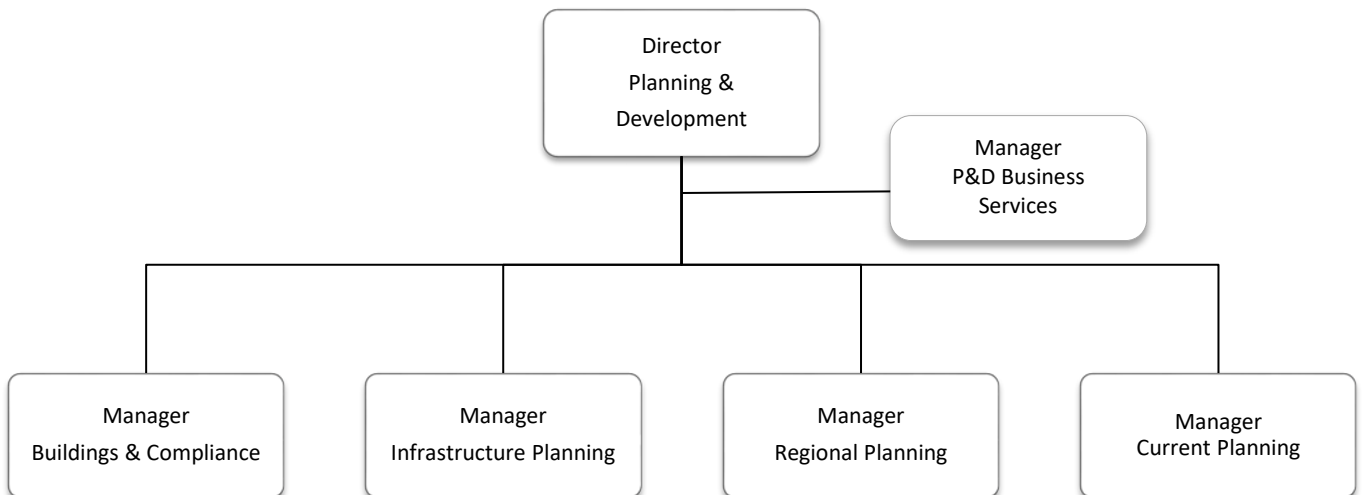 Director
Planning &
Development
Manager
P&D Business
Services
Manager
Buildings & Compliance
Manager
Infrastructure Planning
Manager
Regional Planning
Manager
Current Planning